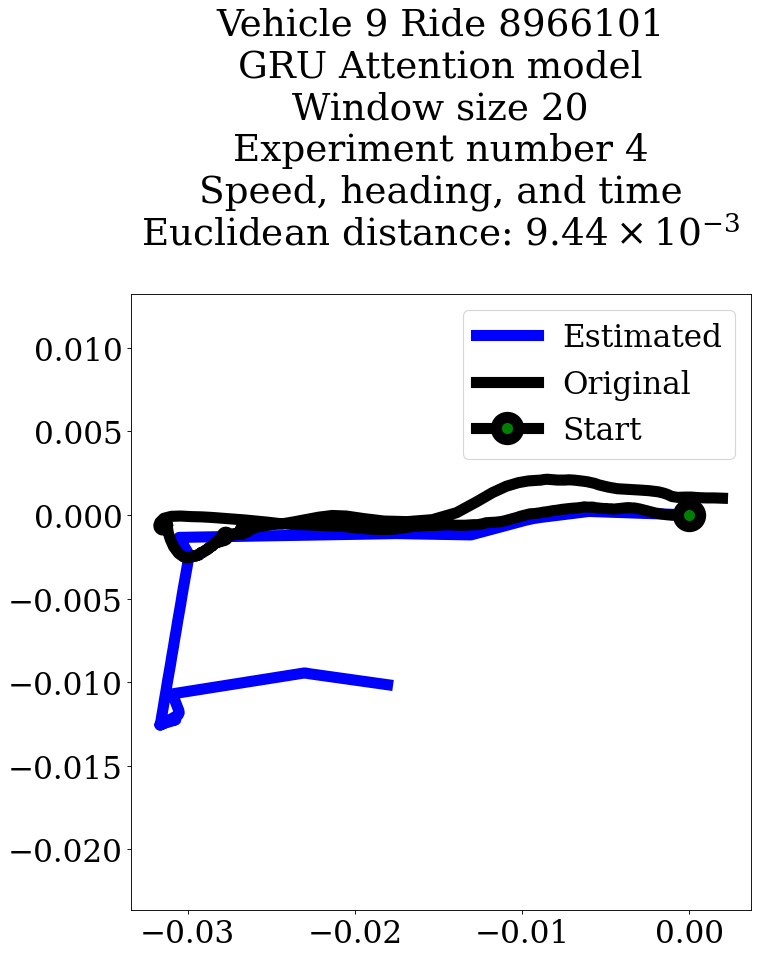 Vehicle 9 Ride 8966101
GRU Attention model
Window size 20
Experiment number 4
Speed, heading, and time
Euclidean distance: 9.44 × 10⁻³
Estimated
Original
Start
0.010
0.005
0.000
−0.005
−0.010
−0.015
−0.020
−0.03 −0.02 −0.01 0.00